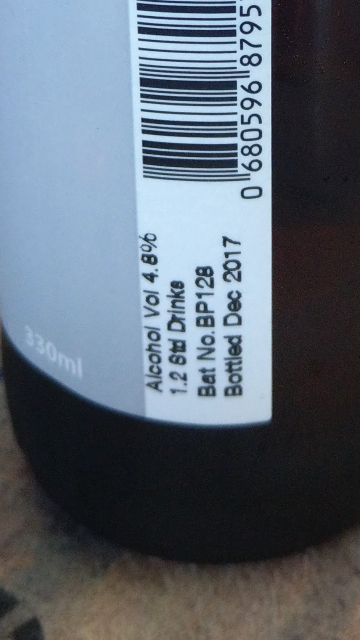 0 680596 8795
Alcohol Vol 4.8%
1.2 Std Drinks
Bat No.BP128
Bottled Dec 2017
330ml